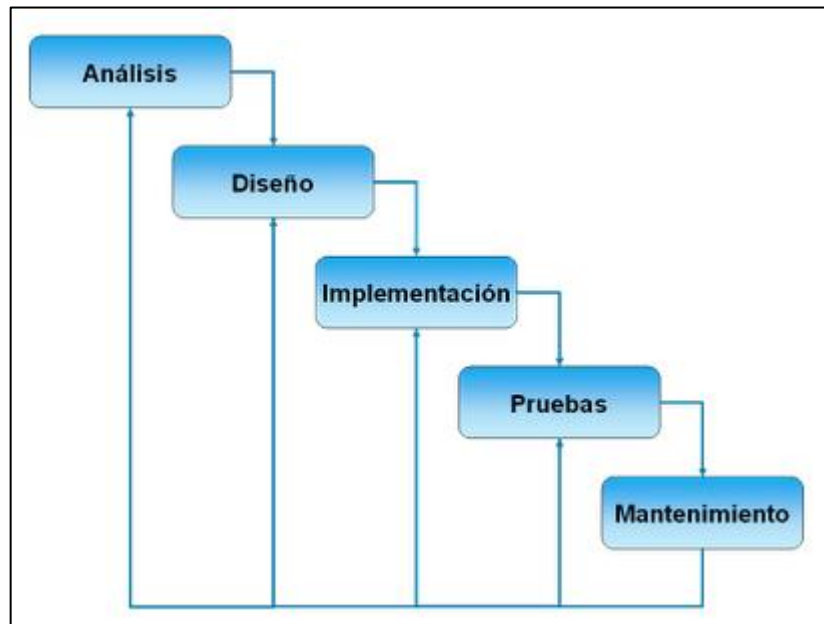 Análisis
Diseño
Implementación
Pruebas
Mantenimiento